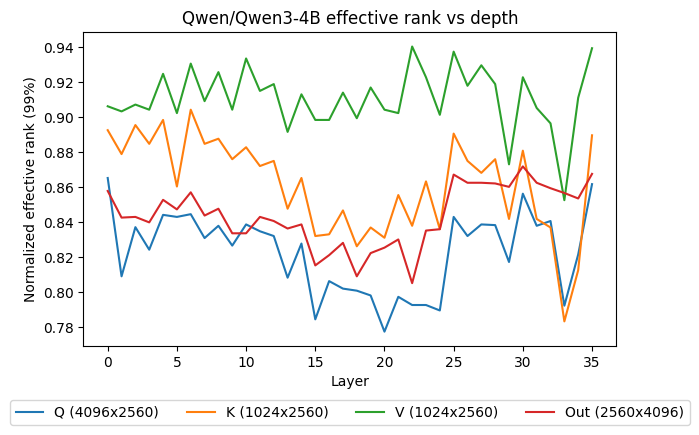 Qwen/Qwen3-4B effective rank vs depth
Normalized effective rank (99%)
0.94
0.92
0.90
0.88
0.86
0.84
0.82
0.80
0.78
0 5 10 15 20 25 30 35
Layer
Q (4096x2560) K (1024x2560) V (1024x2560) Out (2560x4096)